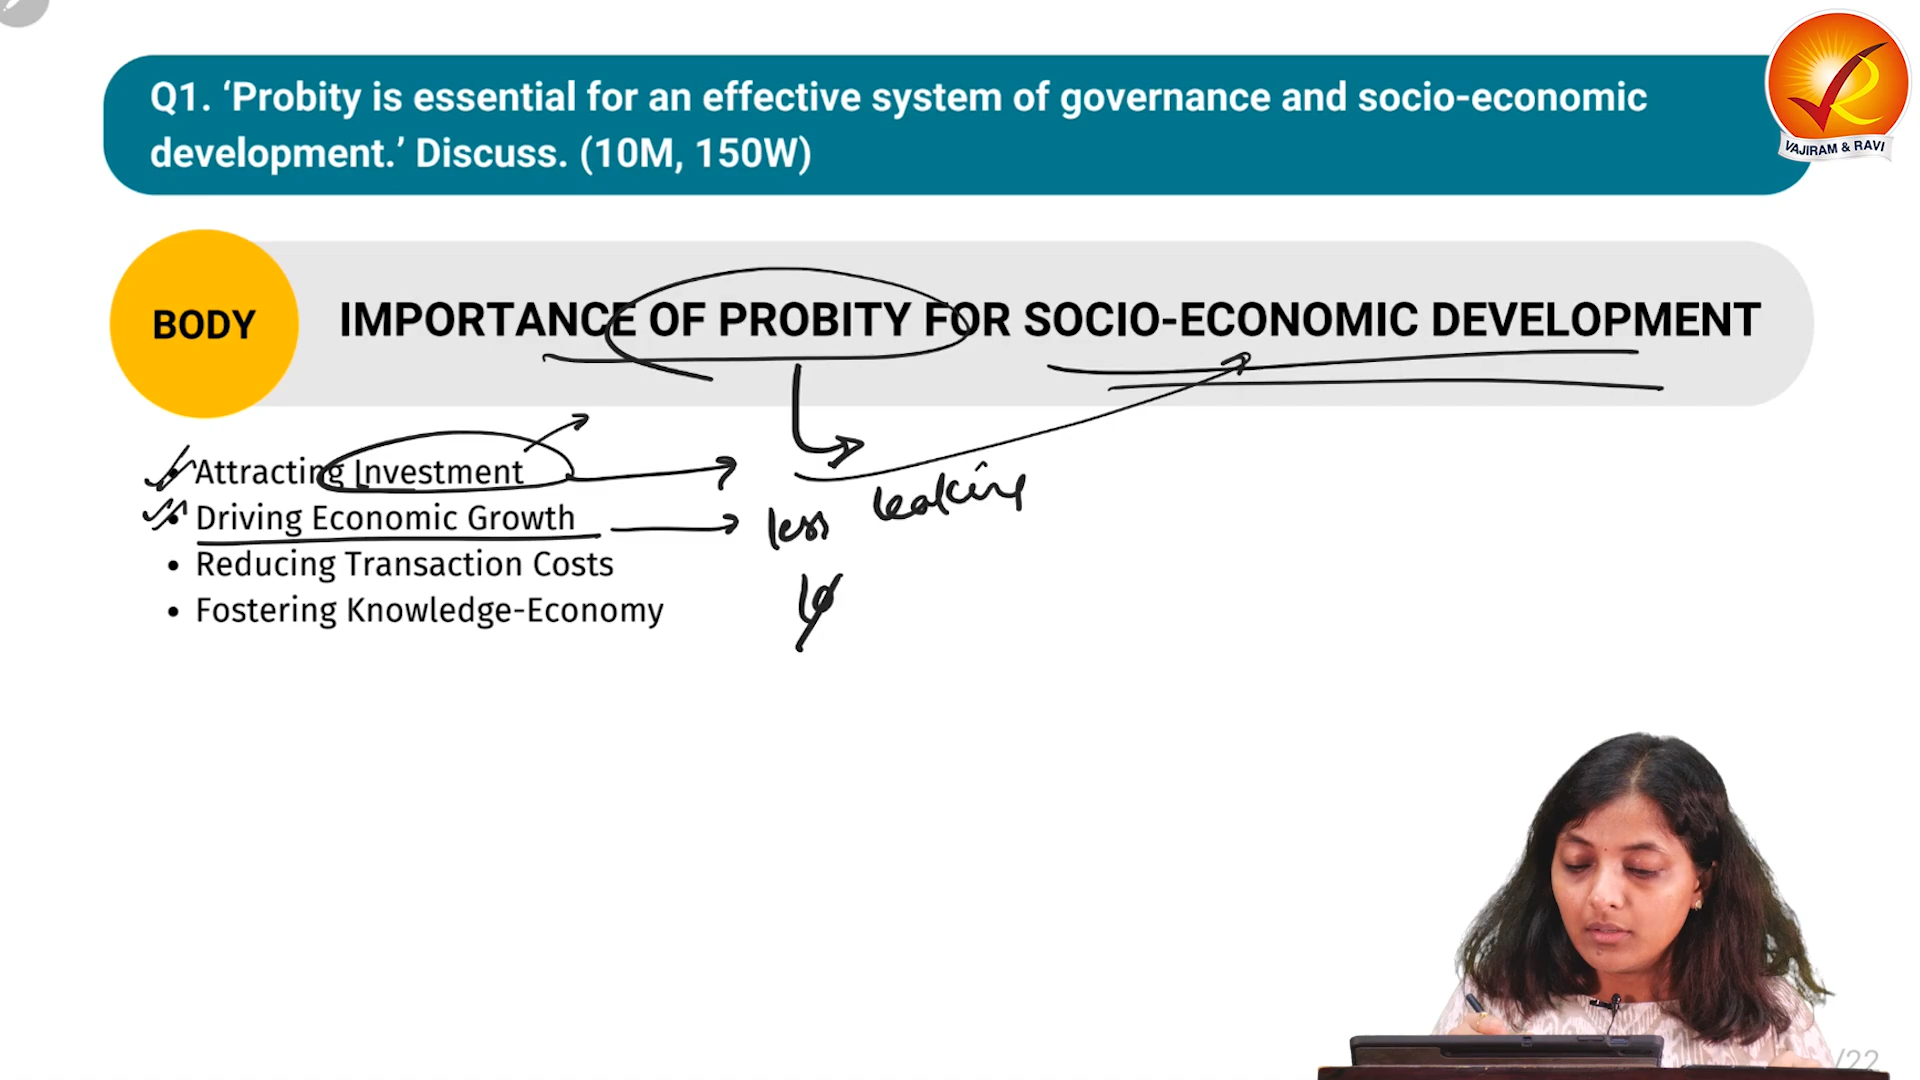 Q1. ‘Probity is essential for an effective system of governance and socio-economic
development.’ Discuss. (10M, 150W)
VAJIRAM & RAVI
BODY
IMPORTANCE OF PROBITY FOR SOCIO-ECONOMIC DEVELOPMENT
• Attracting Investment
• Driving Economic Growth
less
• Reducing Transaction Costs
• Fostering Knowledge-Economy
/22